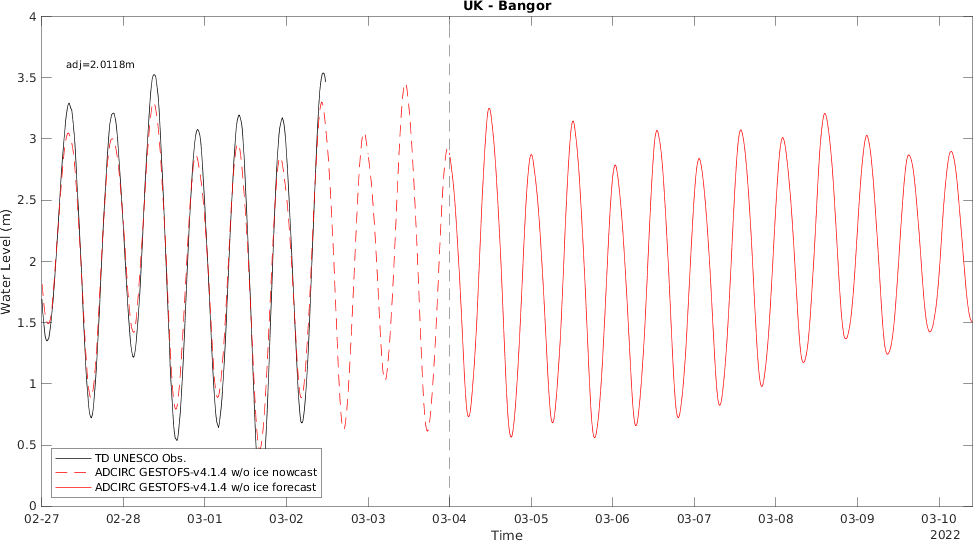 UK - Bangor
4
adj=2.0118m
3.5
3
2.5
2
1.5
1
0.5
0
Water Level (m)
TD UNESCO Obs.
ADCIRC GESTOFS-v4.1.4 w/o ice nowcast
ADCIRC GESTOFS-v4.1.4 w/o ice forecast
02-27 02-28 03-01 03-02 03-03 03-04 03-05 03-06 03-07 03-08 03-09 03-10
Time 2022